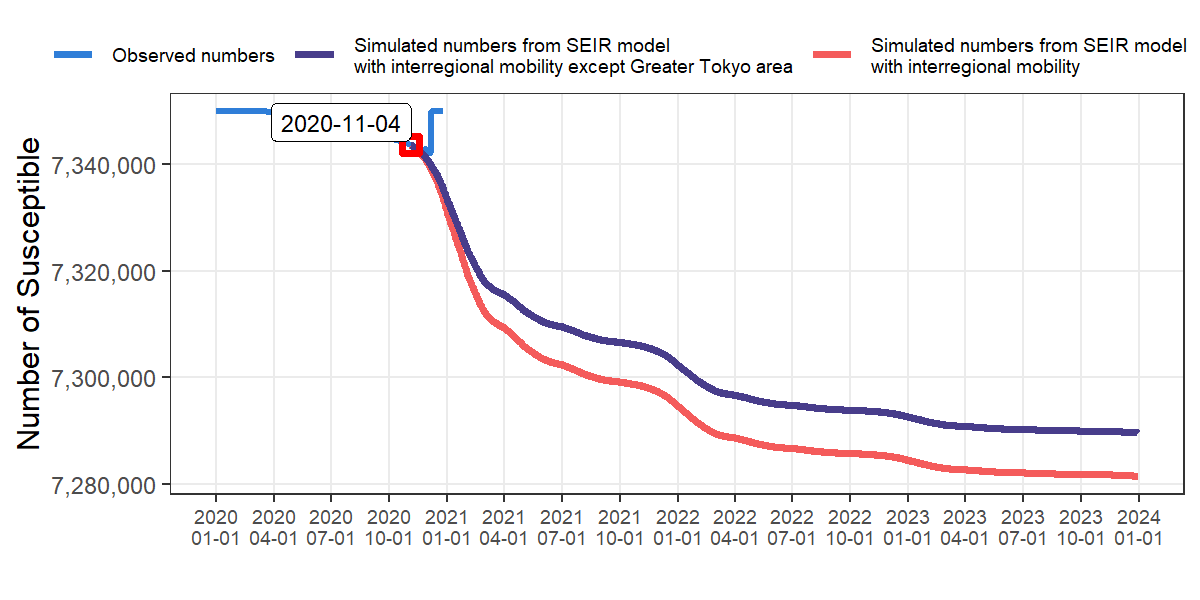 Observed numbers
Simulated numbers from SEIR model
with interregional mobility except Greater Tokyo area
Simulated numbers from SEIR model
with interregional mobility
Number of Susceptible
2020-11-04
7,340,000
7,320,000
7,300,000
7,280,000
2020 2020 2020 2020 2021 2021 2021 2021 2022 2022 2022 2022 2023 2023 2023 2023 2024
01-01 04-01 07-01 10-01 01-01 04-01 07-01 10-01 01-01 04-01 07-01 10-01 01-01 04-01 07-01 10-01 01-01